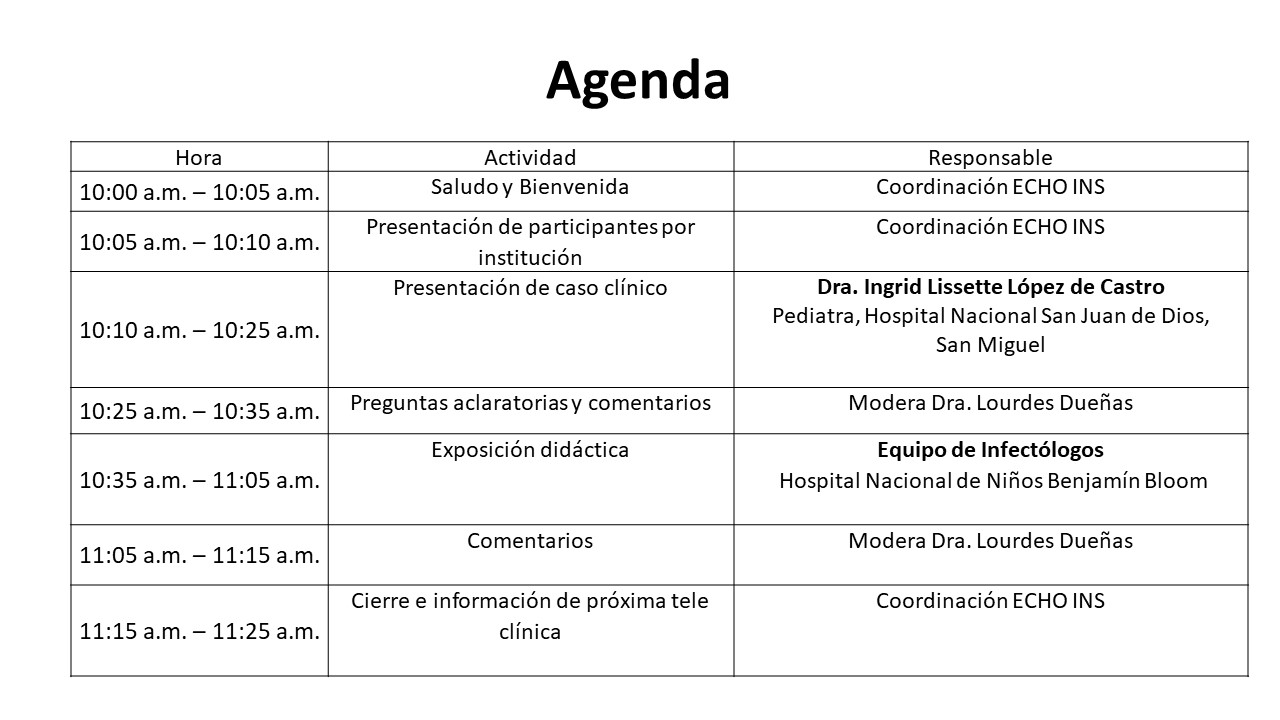 Agenda
Hora Actividad Responsable
10:00 a.m. – 10:05 a.m. Saludo y Bienvenida Coordinación ECHO INS
10:05 a.m. – 10:10 a.m. Presentación de participantes por Coordinación ECHO INS
institución
10:10 a.m. – 10:25 a.m. Presentación de caso clínico Dra. Ingrid Lissette López de Castro
Pediatra, Hospital Nacional San Juan de Dios,
San Miguel
10:25 a.m. – 10:35 a.m. Preguntas aclaratorias y comentarios Modera Dra. Lourdes Dueñas
10:35 a.m. – 11:05 a.m. Exposición didáctica Equipo de Infectólogos
Hospital Nacional de Niños Benjamín Bloom
11:05 a.m. – 11:15 a.m. Comentarios Modera Dra. Lourdes Dueñas
11:15 a.m. – 11:25 a.m. Cierre e información de próxima tele Coordinación ECHO INS
clínica